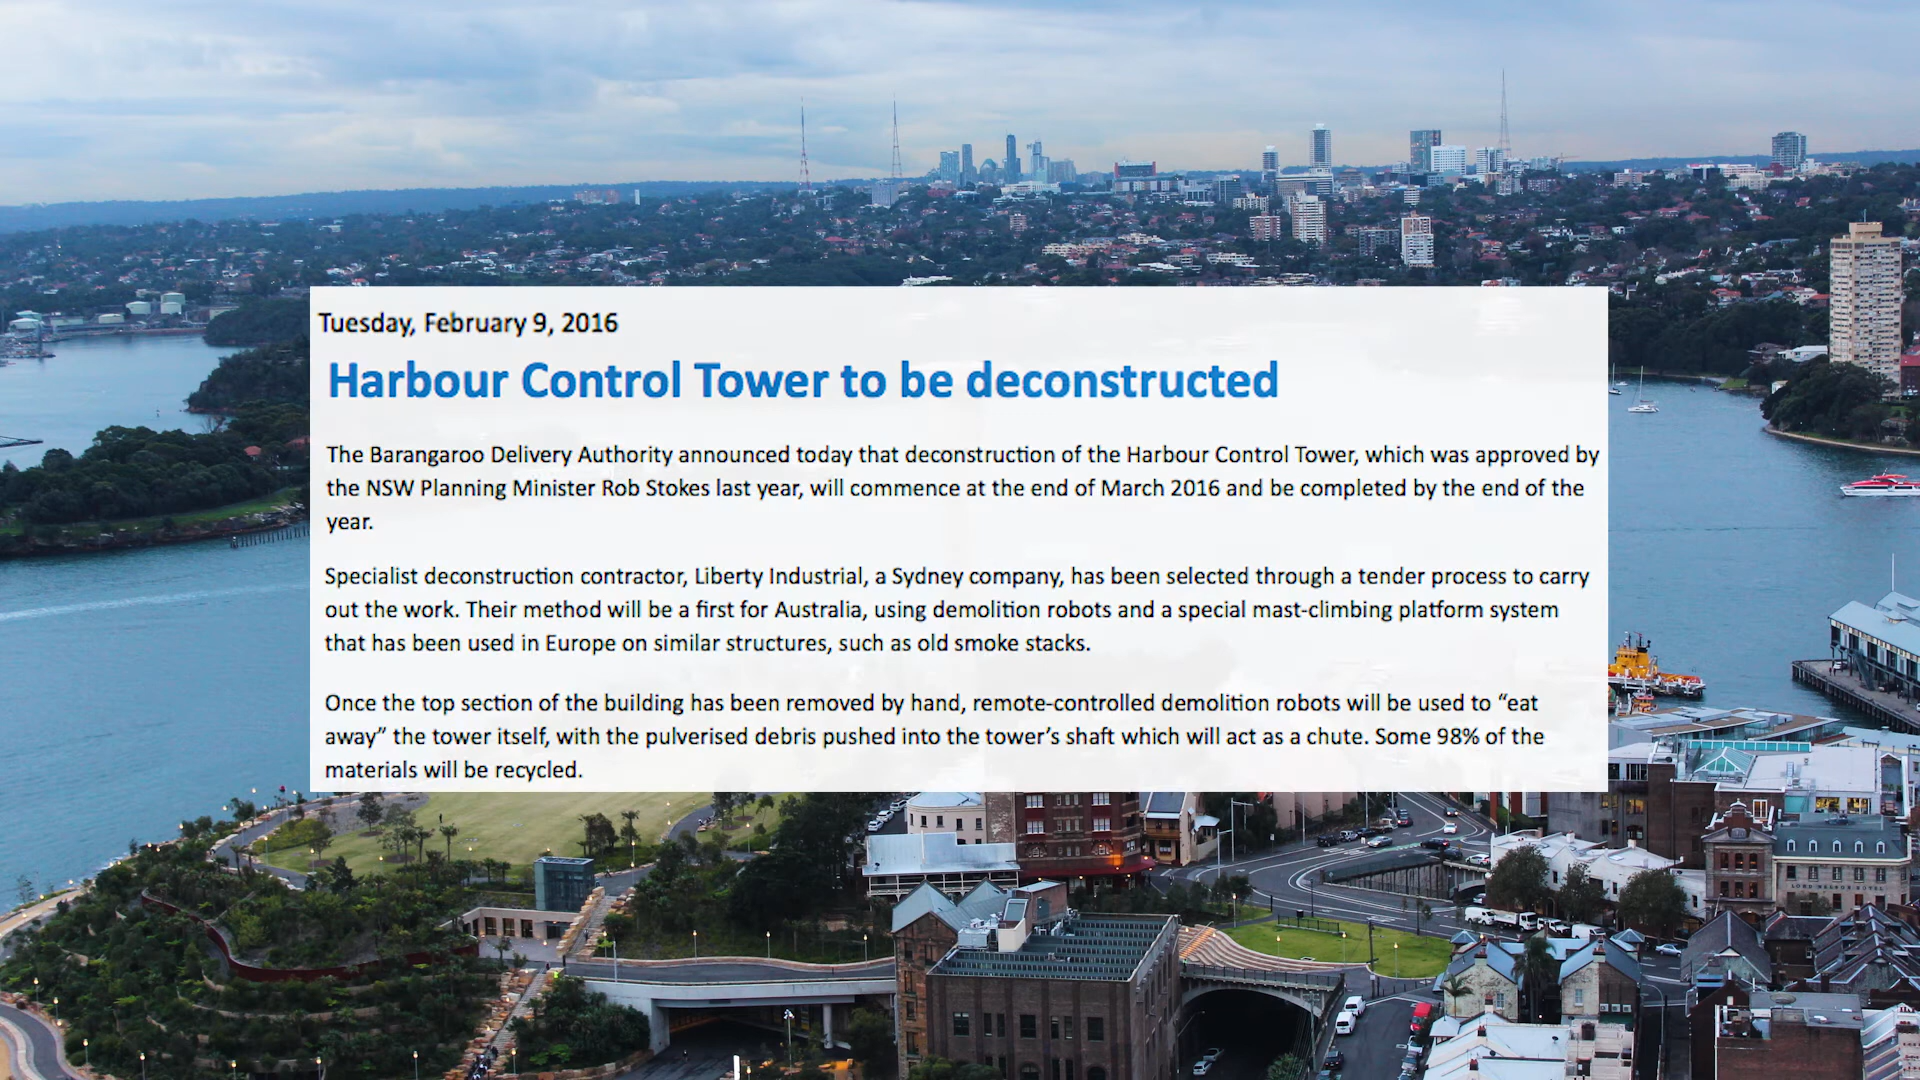 Tuesday, February 9, 2016
Harbour Control Tower to be deconstructed
The Barangaroo Delivery Authority announced today that deconstruction of the Harbour Control Tower, which was approved by
the NSW Planning Minister Rob Stokes last year, will commence at the end of March 2016 and be completed by the end of the
year.
Specialist deconstruction contractor, Liberty Industrial, a Sydney company, has been selected through a tender process to carry
out the work. Their method will be a first for Australia, using demolition robots and a special mast-climbing platform system
that has been used in Europe on similar structures, such as old smoke stacks.
Once the top section of the building has been removed by hand, remote-controlled demolition robots will be used to “eat
away” the tower itself, with the pulverised debris pushed into the tower’s shaft which will act as a chute. Some 98% of the
materials will be recycled.
LORD NELSON HOTEL